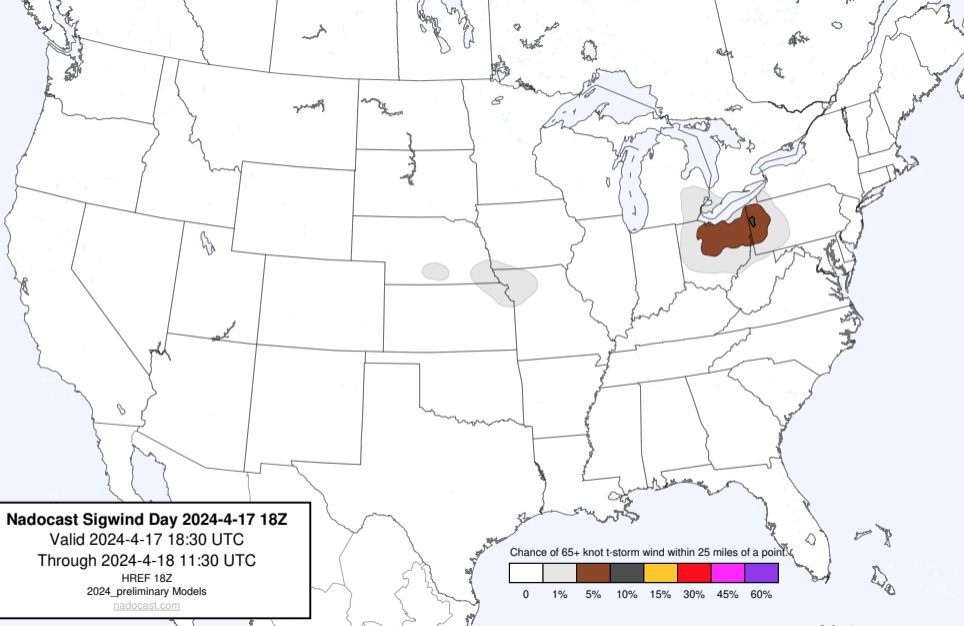 Nadocast Sigwind Day 2024-4-17 18Z
Valid 2024-4-17 18:30 UTC
Through 2024-4-18 11:30 UTC
HREF 18Z
2024_preliminary Models
nadocast.com
Chance of 65+ knot t-storm wind within 25 miles of a point.
0 1% 5% 10% 15% 30% 45% 60%